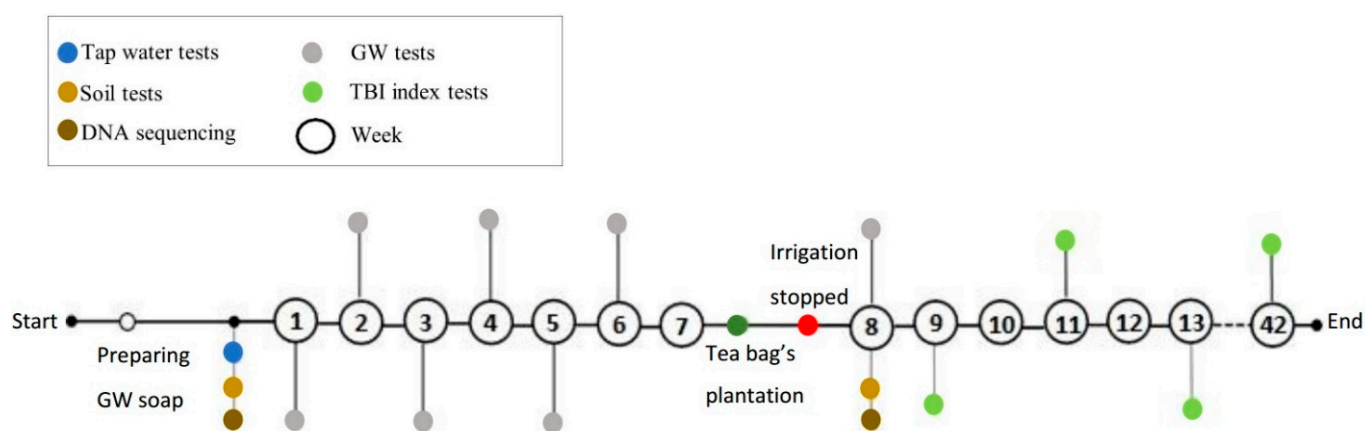 Tap water tests
GW tests
Soil tests
TBI index tests
DNA sequencing
Week
Start
Preparing
GW soap
1
2
3
4
5
6
7
Tea bag's
plantation
Irrigation
stopped
8
9
10
11
12
13
42
End